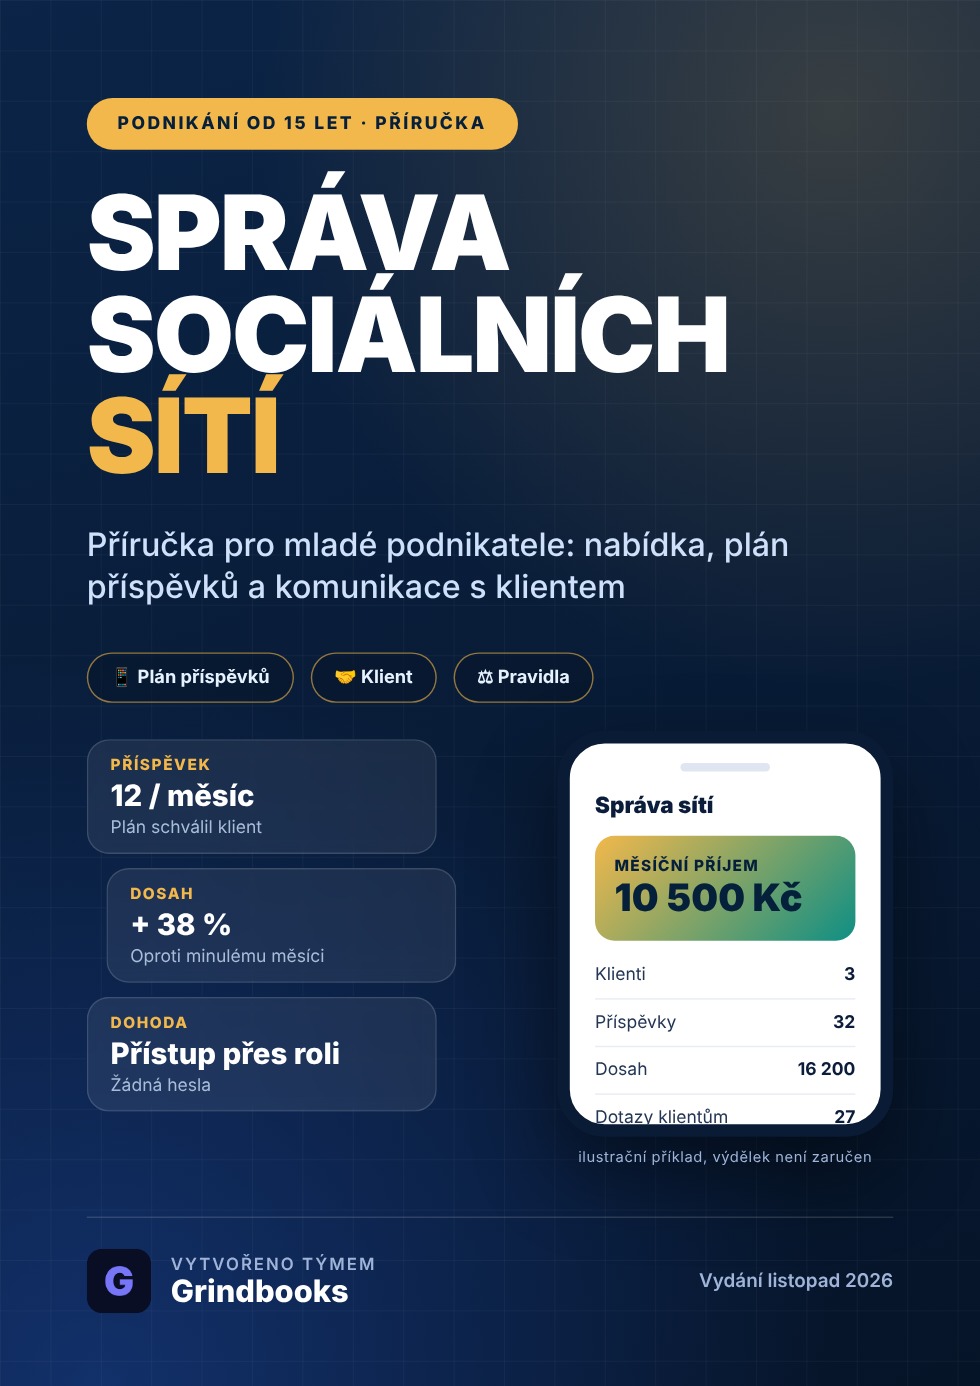 PODNIKÁNÍ OD 15 LET · PŘÍRUČKA
SPRÁVA
SOCIÁLNÍCH
SÍTÍ
Příručka pro mladé podnikatele: nabídka, plán
příspěvků a komunikace s klientem
📱 Plán příspěvků
🤝 Klient
⚖ Pravidla
PŘÍSPĚVEK
12 / měsíc
Plán schválil klient
DOSAH
+ 38 %
Oproti minulému měsíci
DOHODA
Přístup přes roli
Žádná hesla
Správa sítí
MĚSÍČNÍ PŘÍJEM
10 500 Kč
Klienti 3
Příspěvky 32
Dosah 16 200
Dotazy klientům 27
ilustrační příklad, výdělek není zaručen
G
VYTVOŘENO TÝMEM
Grindbooks
Vydání listopad 2026